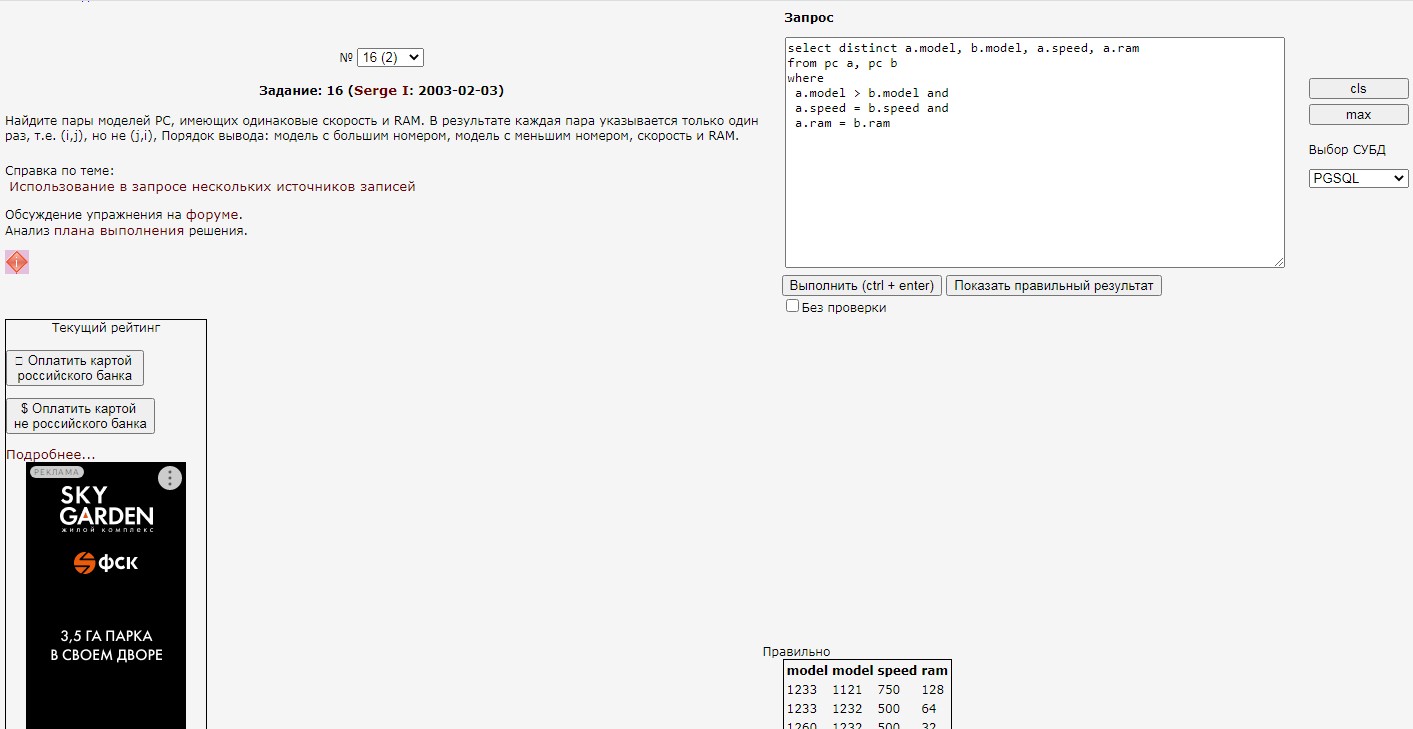 № 16 (2)
Задание: 16 (Serge I: 2003-02-03)
Найдите пары моделей PC, имеющих одинаковые скорость и RAM. В результате каждая пара указывается только один
раз, т.е. (i,j), но не (j,i), Порядок вывода: модель с большим номером, модель с меньшим номером, скорость и RAM.
Справка по теме:
Использование в запросе нескольких источников записей
Обсуждение упражнения на форуме.
Анализ плана выполнения решения.
Текущий рейтинг
Оплатить картой
российского банка
$ Оплатить картой
не российского банка
Подробнее...
РЕКЛАМА
SKY
GARDEN
ЖИЛОЙ КОМПЛЕКС
ФСК
3,5 ГА ПАРКА
В СВОЕМ ДВОРЕ
Запрос
select distinct a.model, b.model, a.speed, a.ram
from pc a, pc b
where
a.model > b.model and
a.speed = b.speed and
a.ram = b.ram
cls
max
Выбор СУБД
PGSQL
Выполнить (ctrl + enter) Показать правильный результат
Без проверки
Правильно
model model speed ram
1233 1121 750 128
1233 1232 500 64
1260 1232 500 32